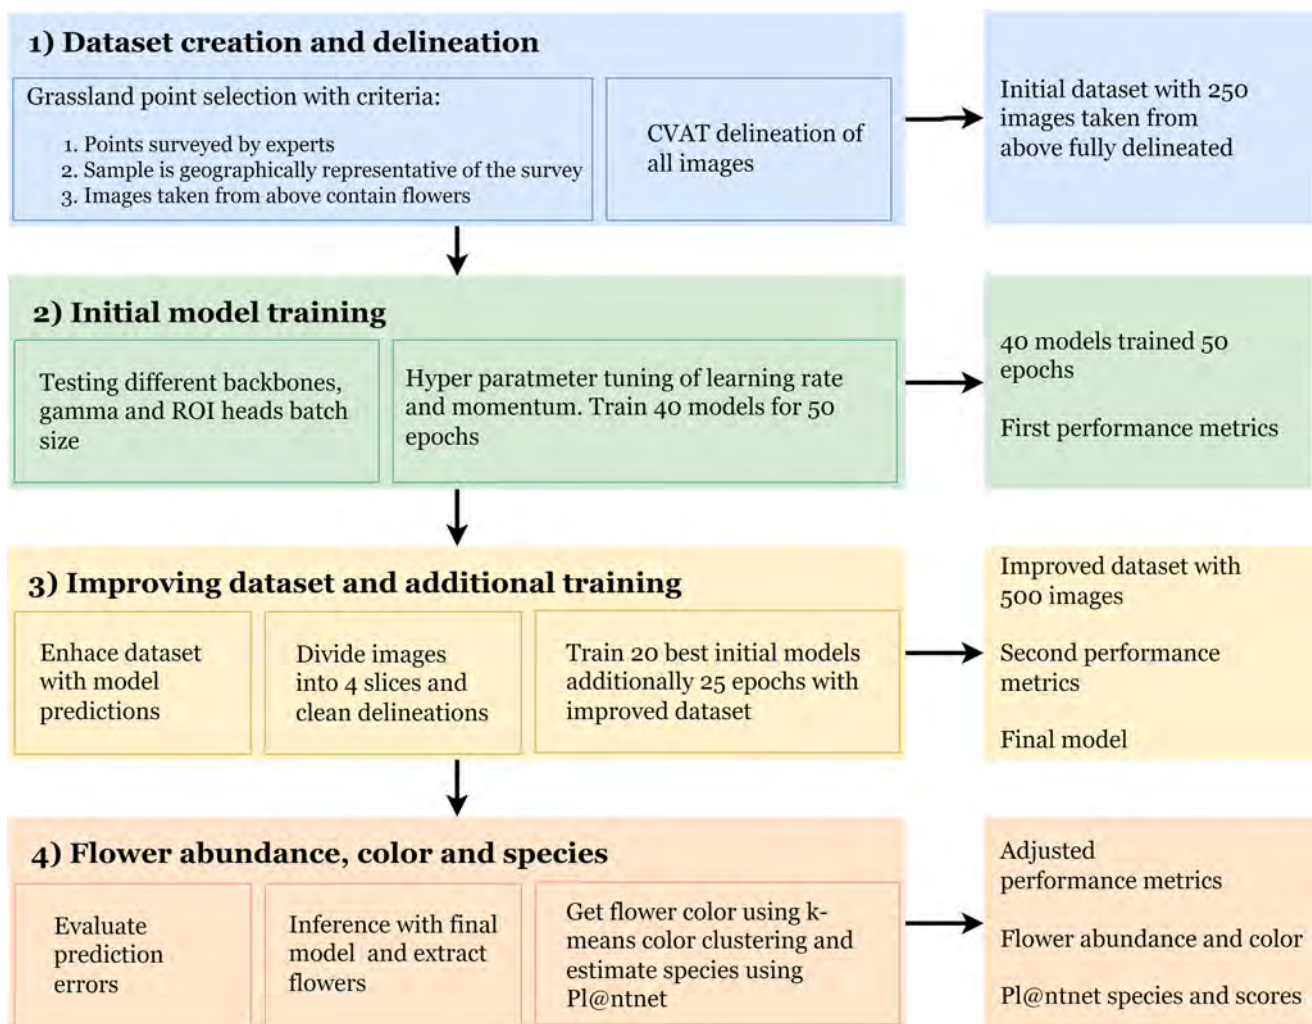 1) Dataset creation and delineation
Grassland point selection with criteria:
1. Points surveyed by experts
2. Sample is geographically representative of the survey
3. Images taken from above contain flowers
CVAT delineation of
all images
Initial dataset with 250
images taken from
above fully delineated
2) Initial model training
Testing different backbones,
gamma and ROI heads batch
size
Hyper paratmeter tuning of learning rate
and momentum. Train 40 models for 50
epochs
40 models trained 50
epochs
First performance metrics
3) Improving dataset and additional training
Enhace dataset
with model
predictions
Divide images
into 4 slices and
clean delineations
Train 20 best initial models
additionally 25 epochs with
improved dataset
Improved dataset with
500 images
Second performance
metrics
Final model
4) Flower abundance, color and species
Evaluate
prediction
errors
Inference with final
model and extract
flowers
Get flower color using k-
means color clustering and
estimate species using
Pl@ntnet
Adjusted
performance metrics
Flower abundance and color
Pl@ntnet species and scores